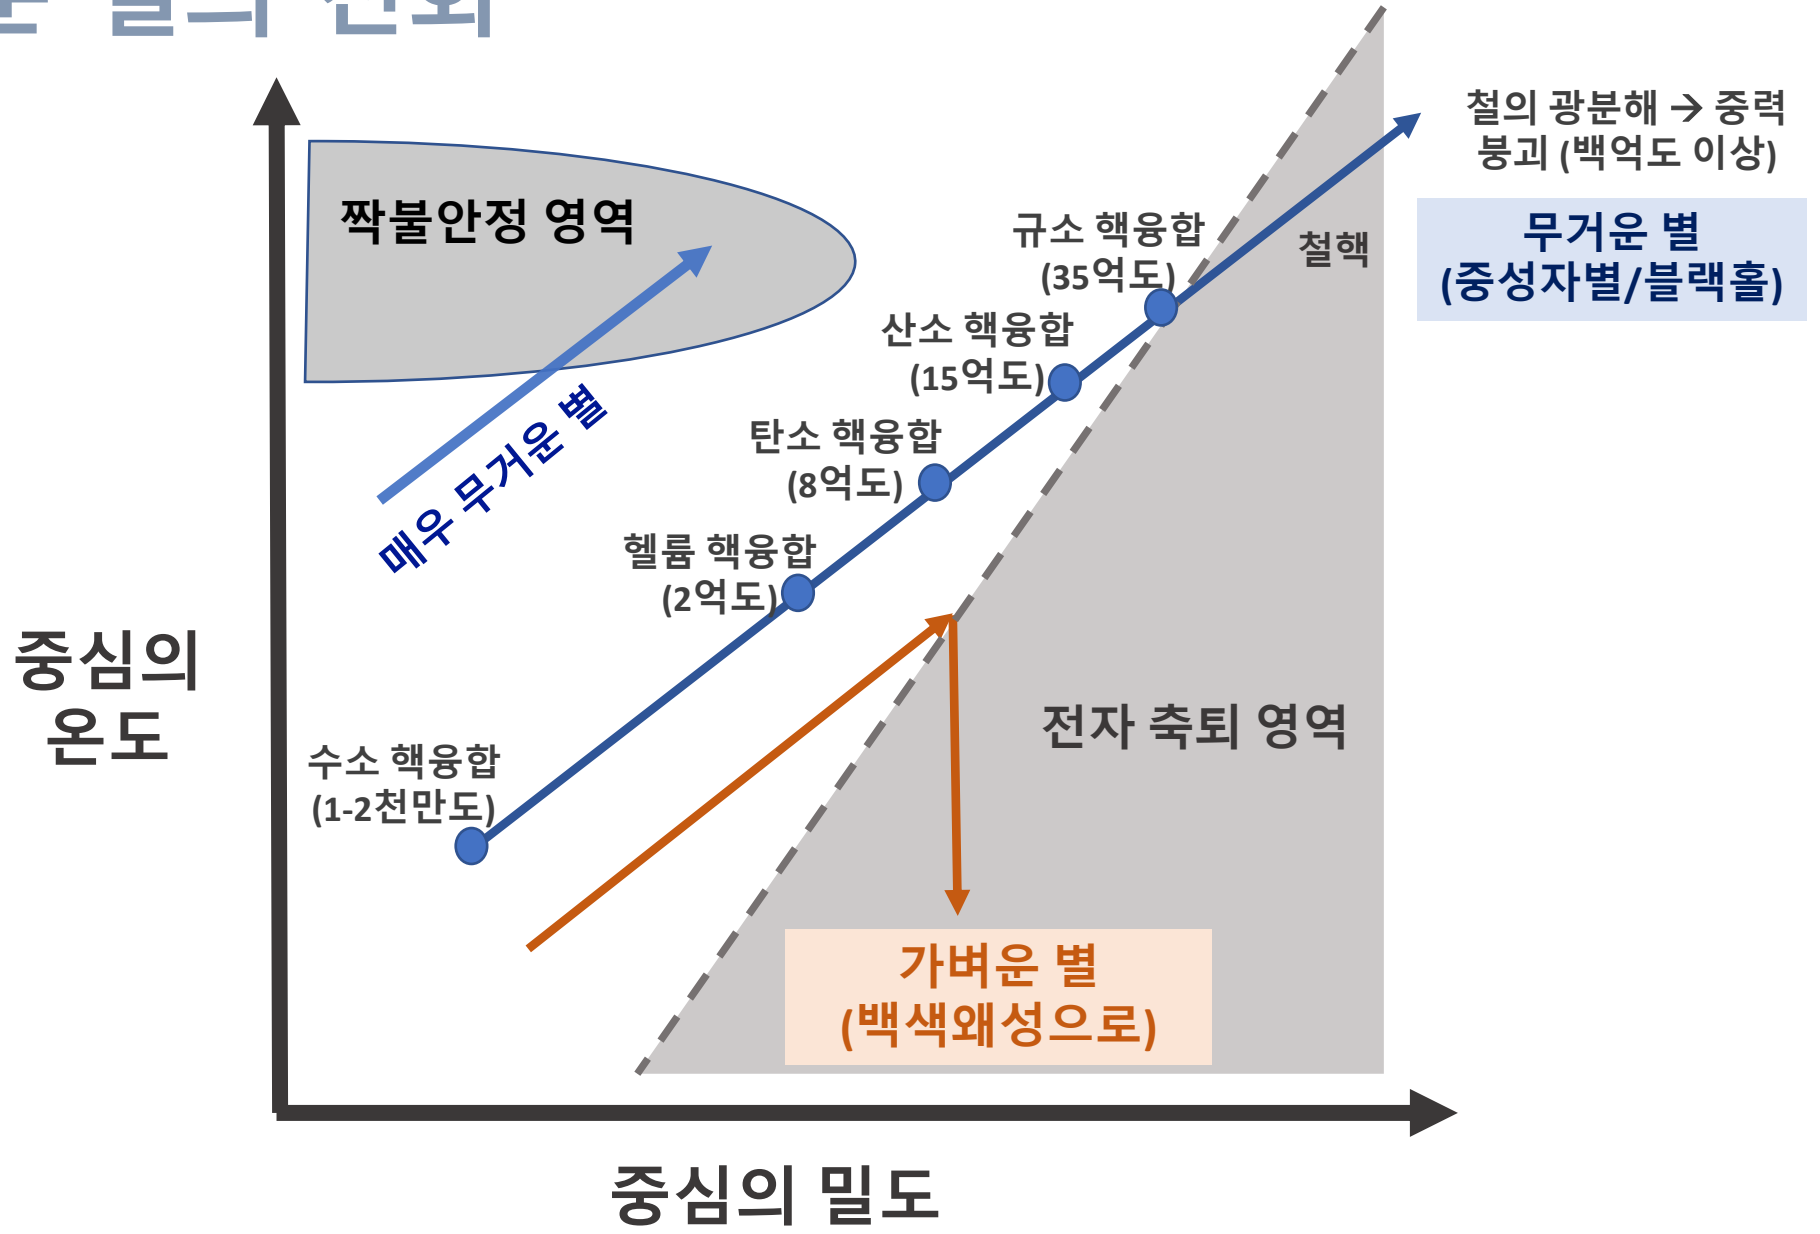 별의 진화
철의 광분해 → 중력
붕괴 (백억도 이상)
무거운 별
(중성자별/블랙홀)
짝불안정 영역
규소 핵융합
(35억도)
철핵
산소 핵융합
(15억도)
탄소 핵융합
(8억도)
매우 무거운 별
헬륨 핵융합
(2억도)
중심의
온도
전자 축퇴 영역
수소 핵융합
(1-2천만도)
가벼운 별
(백색왜성으로)
중심의 밀도